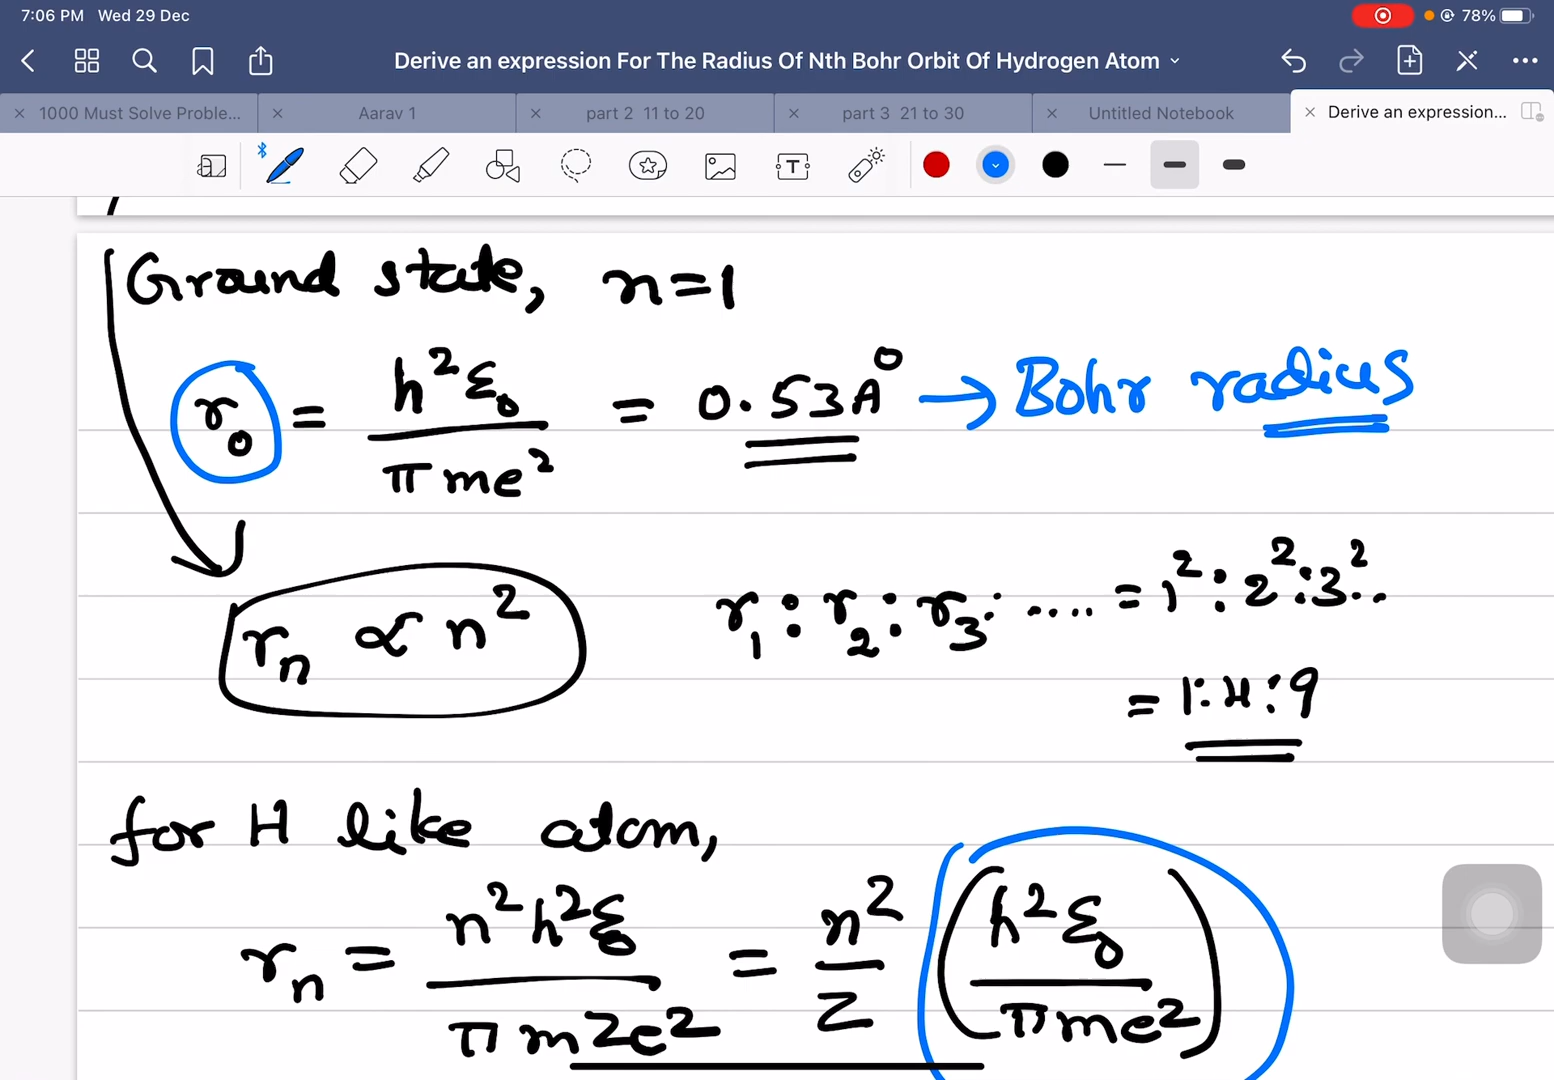 7:06 PM Wed 29 Dec 78%
Derive an expression For The Radius Of Nth Bohr Orbit Of Hydrogen Atom
1000 Must Solve Proble... Aarav 1 part 2 11 to 20 part 3 21 to 30 Untitled Notebook Derive an expression...
Ground state, n=1
r₀ = h²ε₀ / πme² = 0.53A° → Bohr radius
rₙ ∝ n² r₁ : r₂ : r₃ : .... = 1² : 2² : 3² ..
= 1:4:9
for H like atom,
rₙ = n²h²ε₀ / πmZe² = n²/Z (h²ε₀ / πme²)